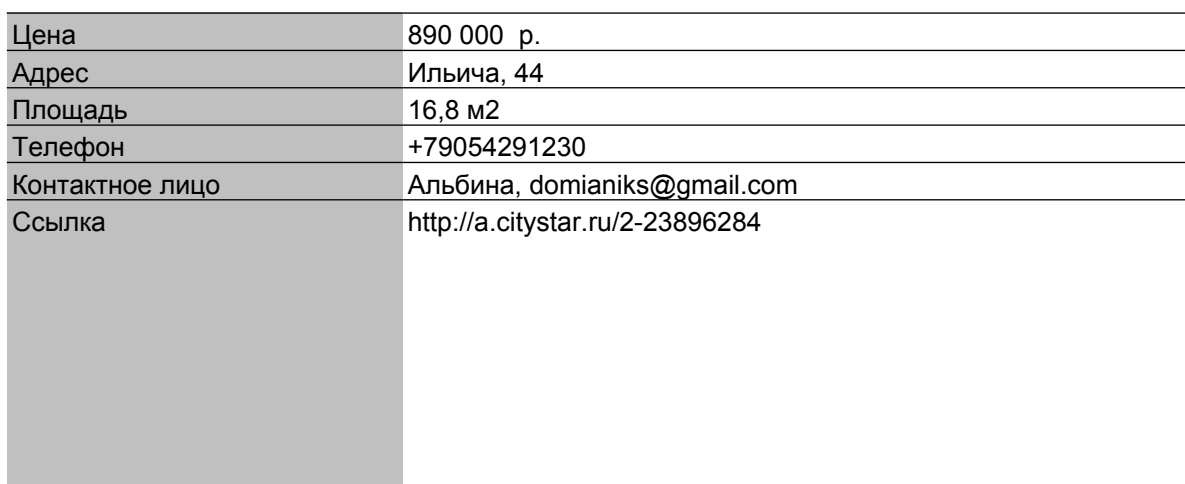 Цена 890 000 р.
Адрес Ильича, 44
Площадь 16,8 м2
Телефон +79054291230
Контактное лицо Альбина, domianiks@gmail.com
Ссылка http://a.citystar.ru/2-23896284